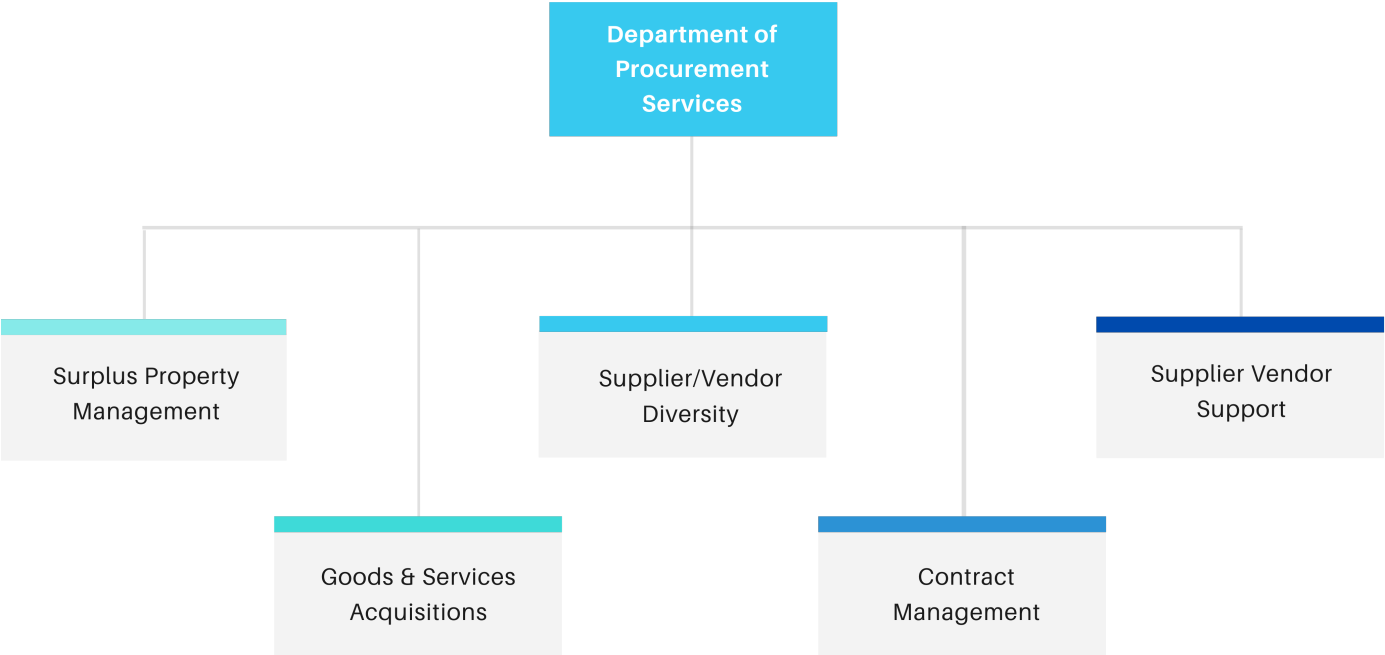 Department of
Procurement
Services
Surplus Property
Management
Supplier/Vendor
Diversity
Supplier Vendor
Support
Goods & Services
Acquisitions
Contract
Management